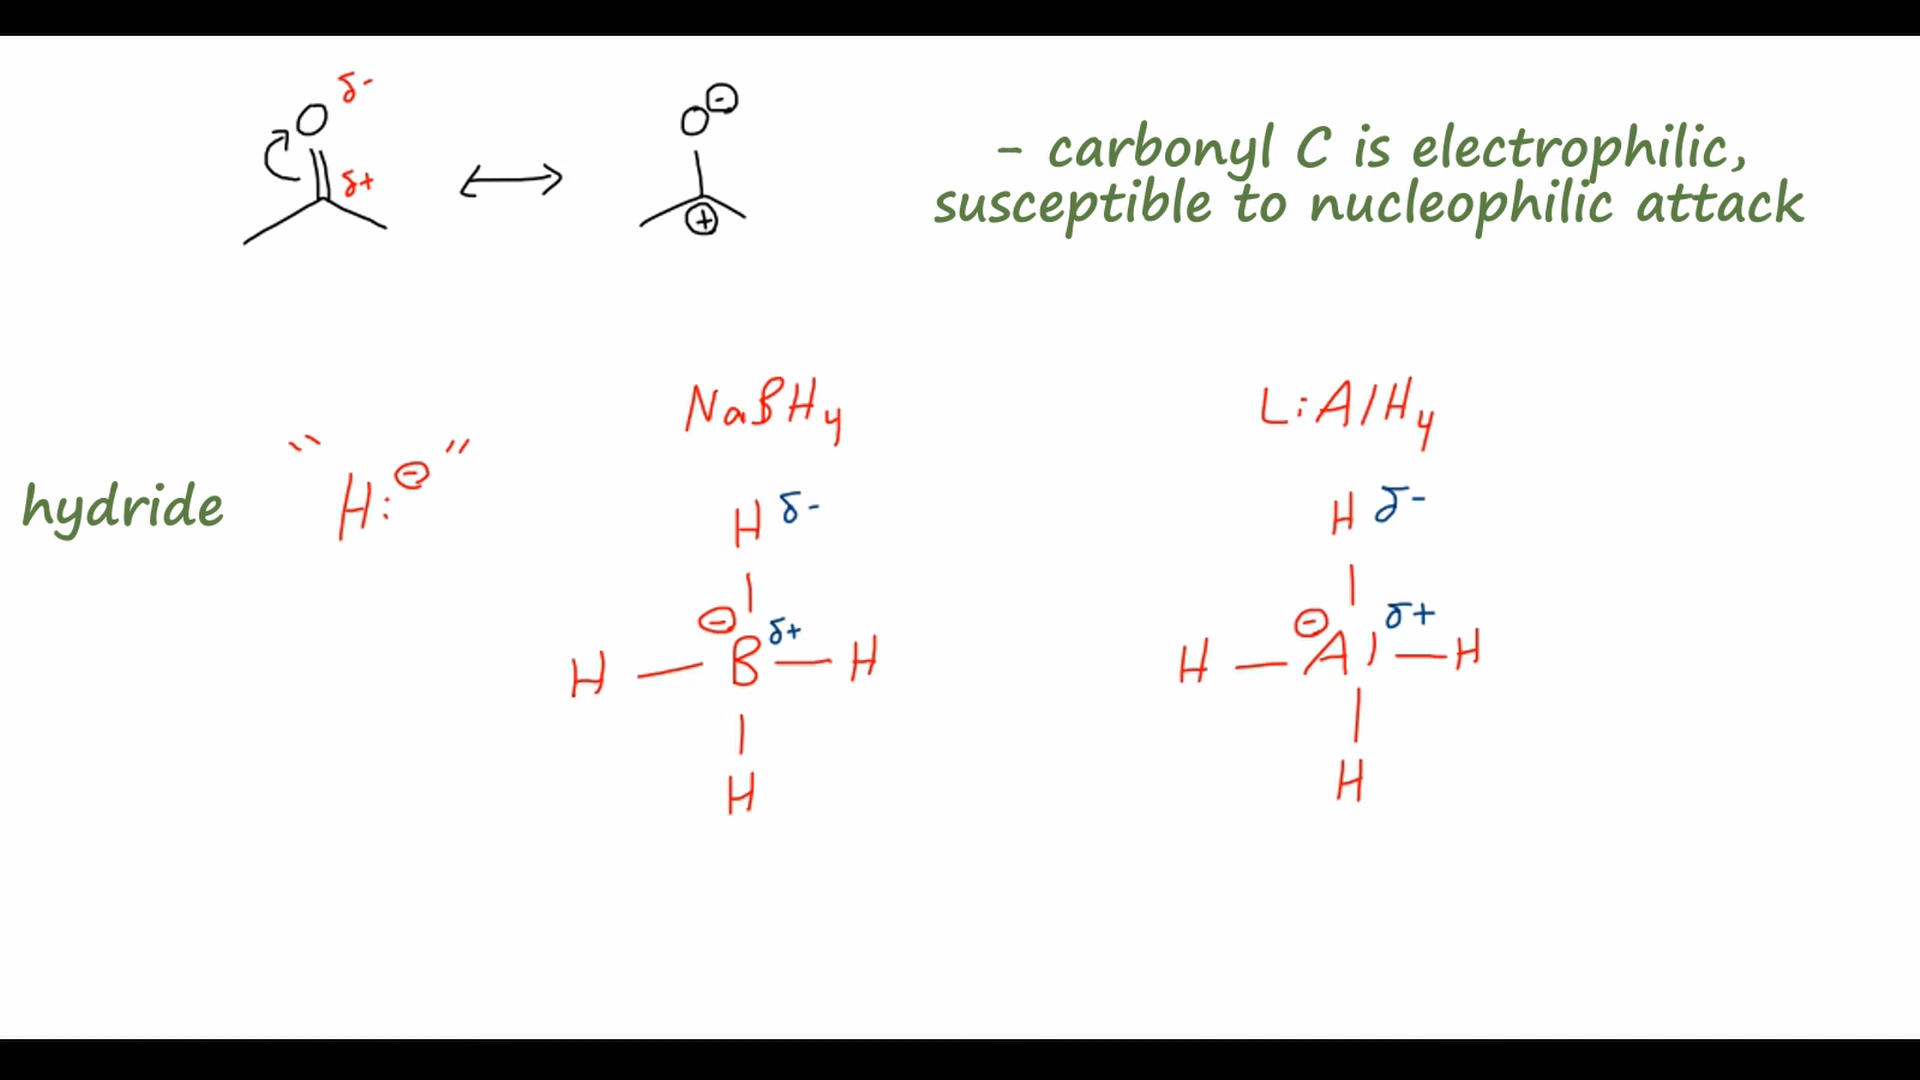 O δ-
δ+
O ⊖
⊕
- carbonyl C is electrophilic,
susceptible to nucleophilic attack
hydride "H:⊖"
NaBH4
H δ-
⊖ δ+
H — B — H
H
LiAlH4
H δ-
⊖ δ+
H — Al — H
H